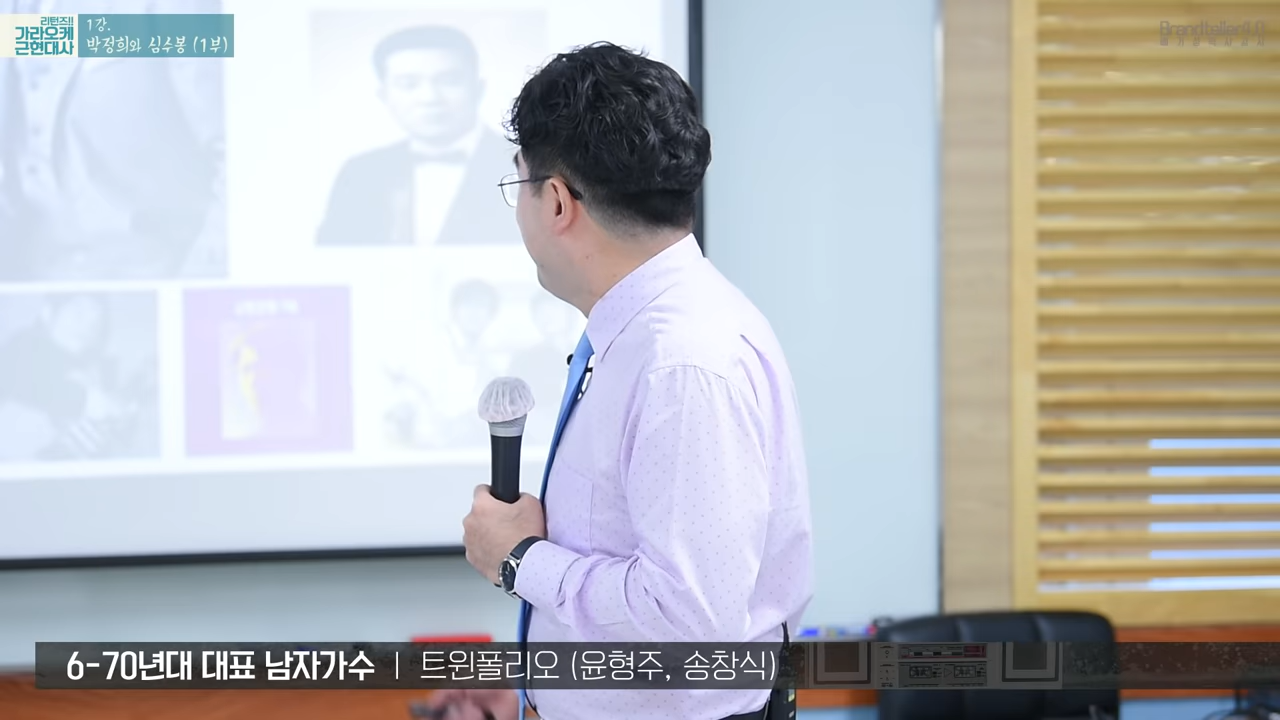 리턴즈!!
가라오케
근현대사
1강.
박정희와 심수봉 (1부)
6-70년대 대표 남자가수 | 트윈폴리오 (윤형주, 송창식)